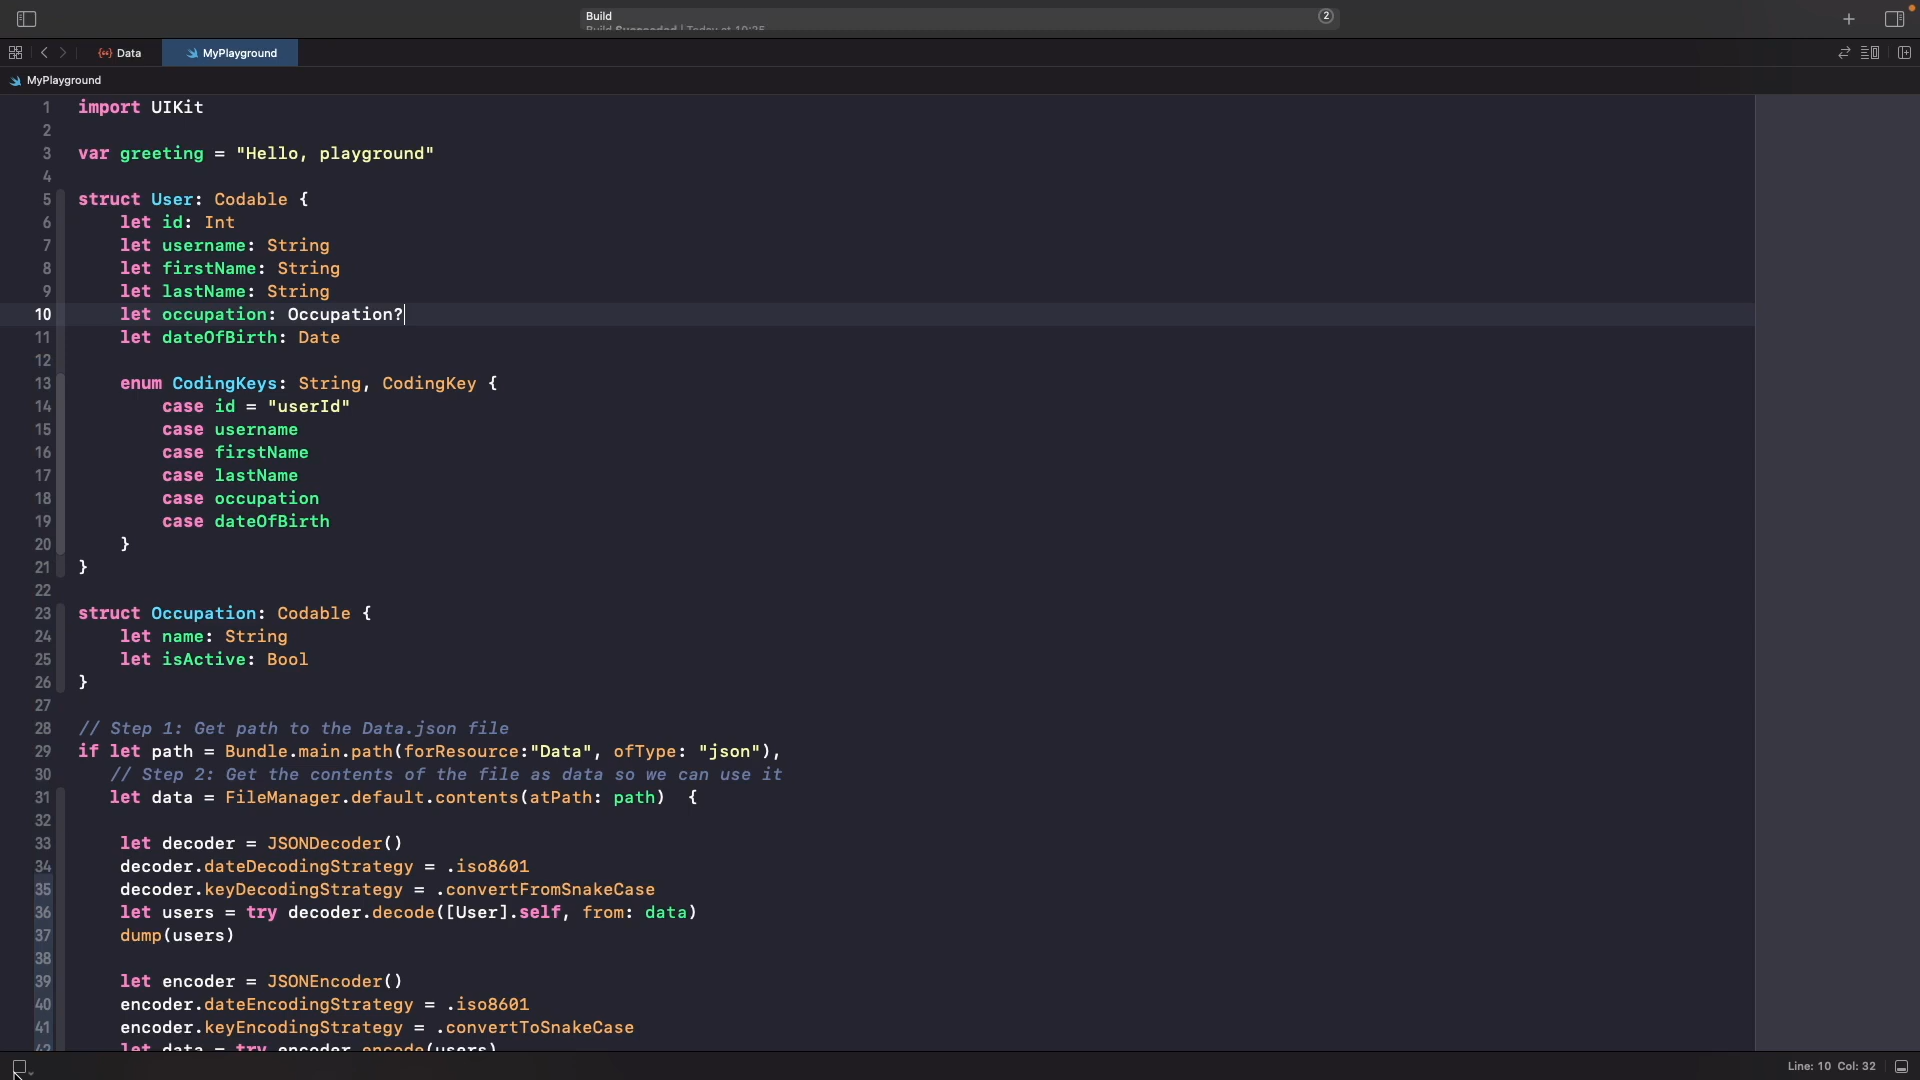 Build
2
Build Succeeded | Today at 19:25
Data
MyPlayground
MyPlayground
1 import UIKit
2
3 var greeting = "Hello, playground"
4
5 struct User: Codable {
6 let id: Int
7 let username: String
8 let firstName: String
9 let lastName: String
10 let occupation: Occupation?
11 let dateOfBirth: Date
12
13 enum CodingKeys: String, CodingKey {
14 case id = "userId"
15 case username
16 case firstName
17 case lastName
18 case occupation
19 case dateOfBirth
20 }
21 }
22
23 struct Occupation: Codable {
24 let name: String
25 let isActive: Bool
26 }
27
28 // Step 1: Get path to the Data.json file
29 if let path = Bundle.main.path(forResource:"Data", ofType: "json"),
30 // Step 2: Get the contents of the file as data so we can use it
31 let data = FileManager.default.contents(atPath: path)  {
32
33 let decoder = JSONDecoder()
34 decoder.dateDecodingStrategy = .iso8601
35 decoder.keyDecodingStrategy = .convertFromSnakeCase
36 let users = try decoder.decode([User].self, from: data)
37 dump(users)
38
39 let encoder = JSONEncoder()
40 encoder.dateEncodingStrategy = .iso8601
41 encoder.keyEncodingStrategy = .convertToSnakeCase
42 let data = try encoder.encode(users)
Line: 10 Col: 32